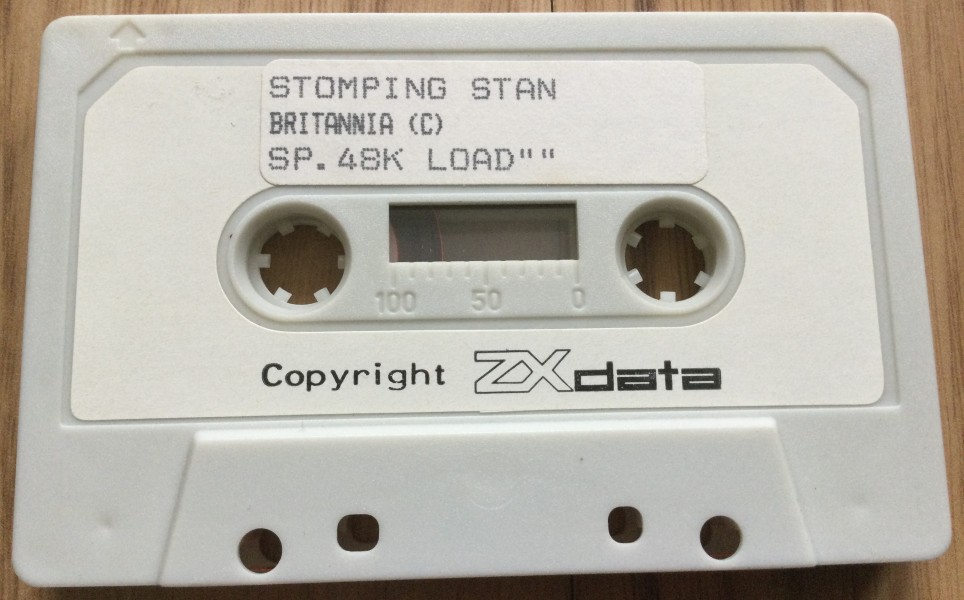 STOMPING STAN
BRITANNIA (C)
SP.48K LOAD""
100 50 0
Copyright ZXdata